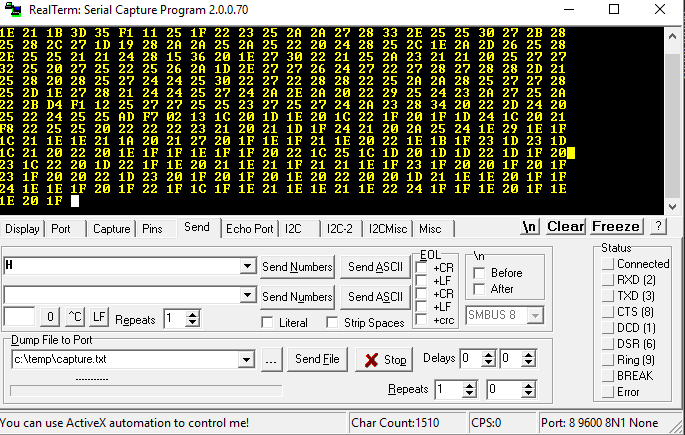 RealTerm: Serial Capture Program 2.0.0.70
1E 21 1B 3D 35 F1 11 25 1F 22 23 25 2A 2A 27 28 33 2E 25 25 30 27 2B 28
25 28 2C 27 1D 19 28 2A 2A 25 2A 25 22 20 24 28 25 2C 1E 2A 2D 26 25 28
2E 25 25 21 21 24 28 15 36 20 1E 27 30 22 21 25 2A 23 21 21 20 25 27 28
32 25 20 27 25 22 25 26 2A 1D 2E 27 27 26 24 27 22 27 28 27 28 28 2D 21
25 38 20 28 25 27 24 24 25 30 22 27 22 28 28 25 28 2A 2A 28 25 27 27 28
25 2D 1E 27 28 21 24 24 25 27 24 2A 2E 2A 20 22 29 25 24 23 25 27 2A 24
22 2B D4 F1 12 25 27 27 25 25 23 27 25 27 24 2A 23 28 34 20 22 2D 24 20
25 1F 22 24 25 25 AD F7 02 13 1C 20 1D 1E 20 1D 24 1C 22 1F 20 1F 1C 21
F8 22 25 25 20 22 22 22 23 21 20 21 1D 1F 24 21 20 2A 25 24 1E 29 1E 1F
1C 21 1E 1E 21 1A 20 21 27 20 1F 1E 1F 21 1E 20 22 1E 1B 1F 23 1D 23 1D
1C 21 20 22 20 1E 1F 1F 1E 1F 1F 20 22 1C 25 1C 1D 20 1D 1D 22 1D 1F 20
23 1C 22 20 1D 22 1F 1E 20 21 1E 21 1F 21 1E 1F 23 1F 1F 20 20 1F 20 1F
23 1E 1E 20 20 1F 22 1D 20 22 1D 22 1E 20 1F 20 1F 20 1F 1E 20 1F 1F
24 1E 1E 1F 20 1F 22 1F 1C 1F 1E 21 1E 21 1E 20 22 24 1F 1F 1E 20 1F 1E
1E 20 1F
Display Port Capture Pins Send Echo Port I2C I2C-2 I2CMisc Misc \n Clear Freeze ?
H Send Numbers Send ASCII
Send Numbers Send ASCII
0 ^C LF Repeats 1 Literal Strip Spaces
EOL
+CR
+LF
+CR
+LF
+crc
\n
Before
After
SMBUS 8
Dump File to Port
c:\temp\capture.txt ... Send File Stop Delays 0 0
Repeats 1 0
Status
Connected
RXD (2)
TXD (3)
CTS (8)
DCD (1)
DSR (6)
Ring (9)
BREAK
Error
You can use ActiveX automation to control me! Char Count:1510 CPS:0 Port: 8 9600 8N1 None